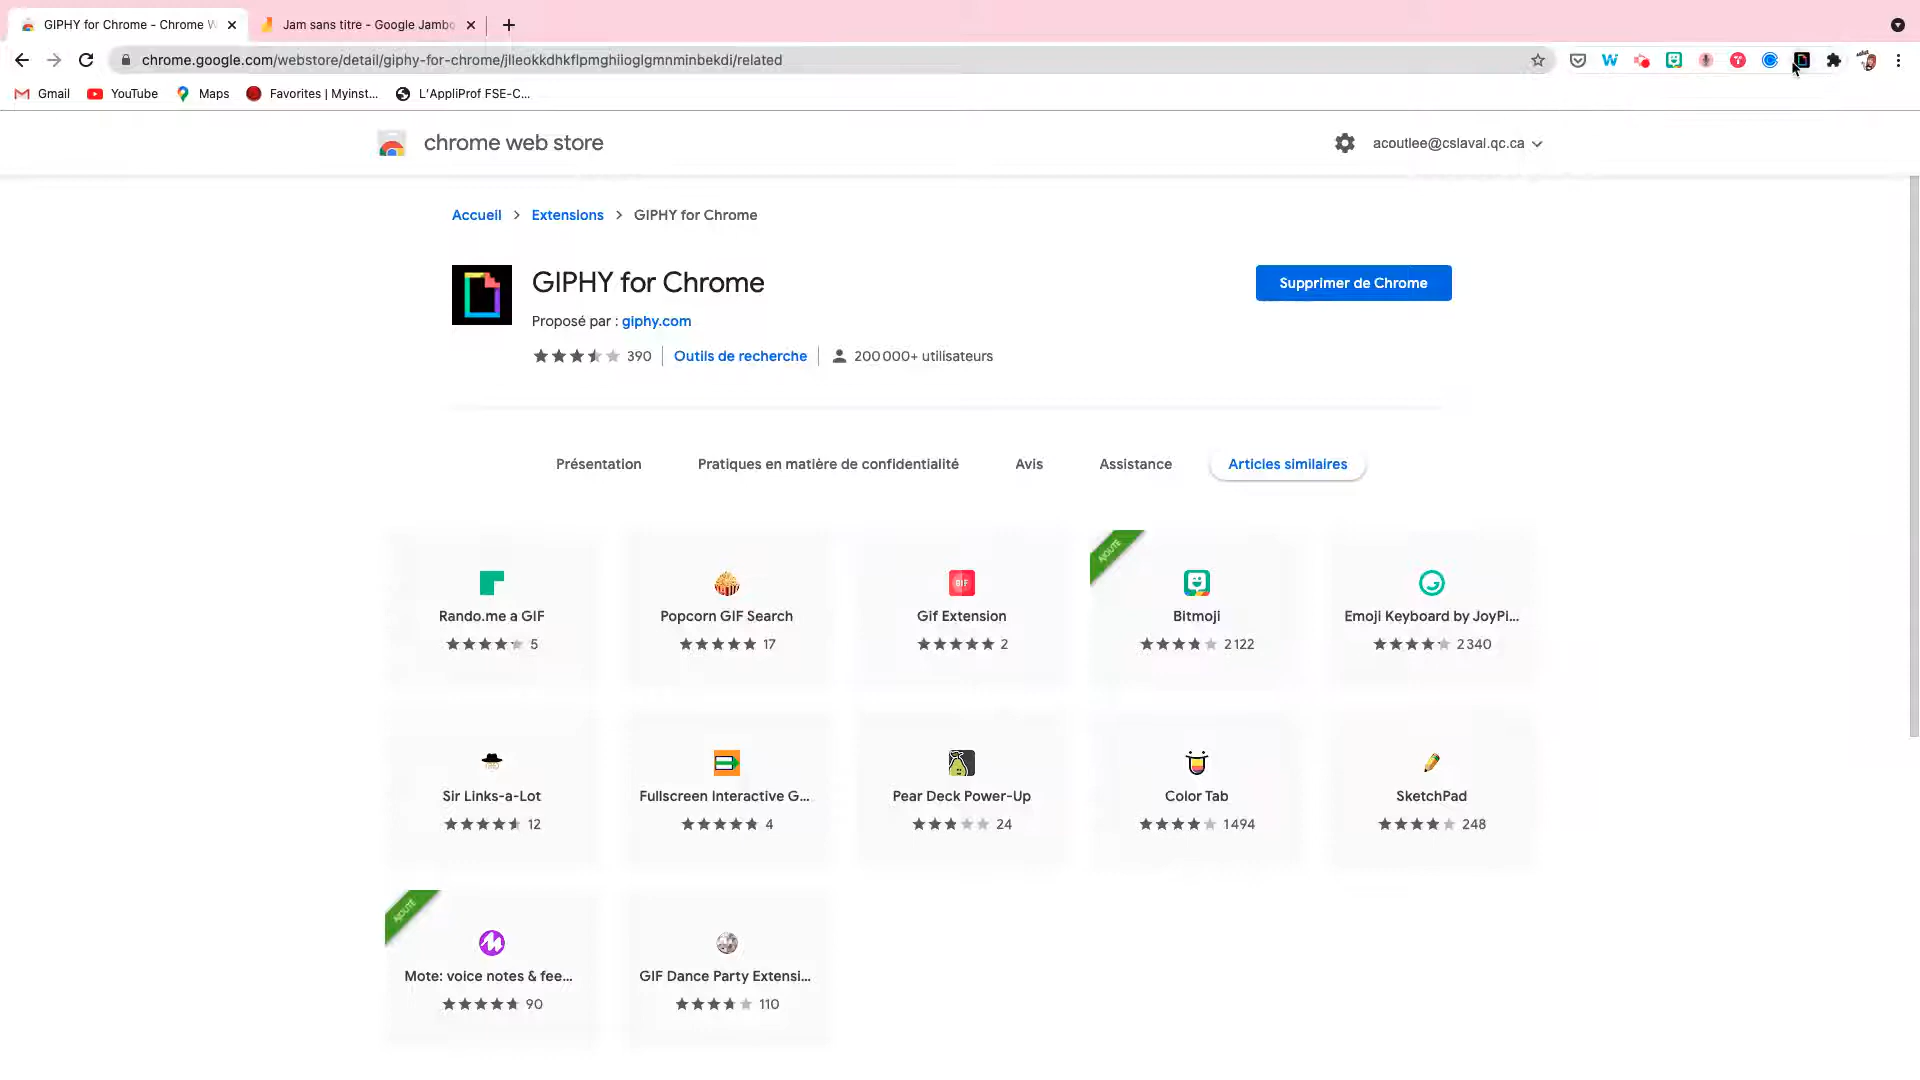 GIPHY for Chrome - Chrome W
Jam sans titre - Google Jambo
chrome.google.com/webstore/detail/giphy-for-chrome/jlleokkdhkflpmghiioglgmnminbekdi/related
Gmail
YouTube
Maps
Favorites | Myinst...
L'AppliProf FSE-C...
chrome web store
acoutlee@cslaval.qc.ca
Accueil > Extensions > GIPHY for Chrome
GIPHY for Chrome
Supprimer de Chrome
Proposé par : giphy.com
390 Outils de recherche 200 000+ utilisateurs
Présentation
Pratiques en matière de confidentialité
Avis
Assistance
Articles similaires
Rando.me a GIF
5
Popcorn GIF Search
17
GIF
Gif Extension
2
AJOUTÉ
Bitmoji
2 122
Emoji Keyboard by JoyPi...
2 340
Sir Links-a-Lot
12
Fullscreen Interactive G...
4
Pear Deck Power-Up
24
Color Tab
1 494
SketchPad
248
AJOUTÉ
Mote: voice notes & fee...
90
GIF Dance Party Extensi...
110